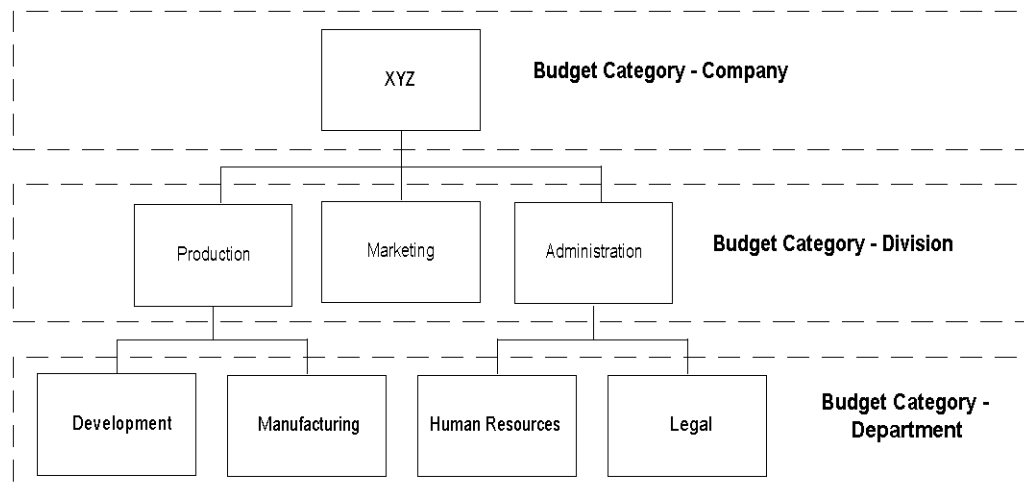 XYZ
Budget Category - Company
Production
Marketing
Administration
Budget Category - Division
Development
Manufacturing
Human Resources
Legal
Budget Category -
Department